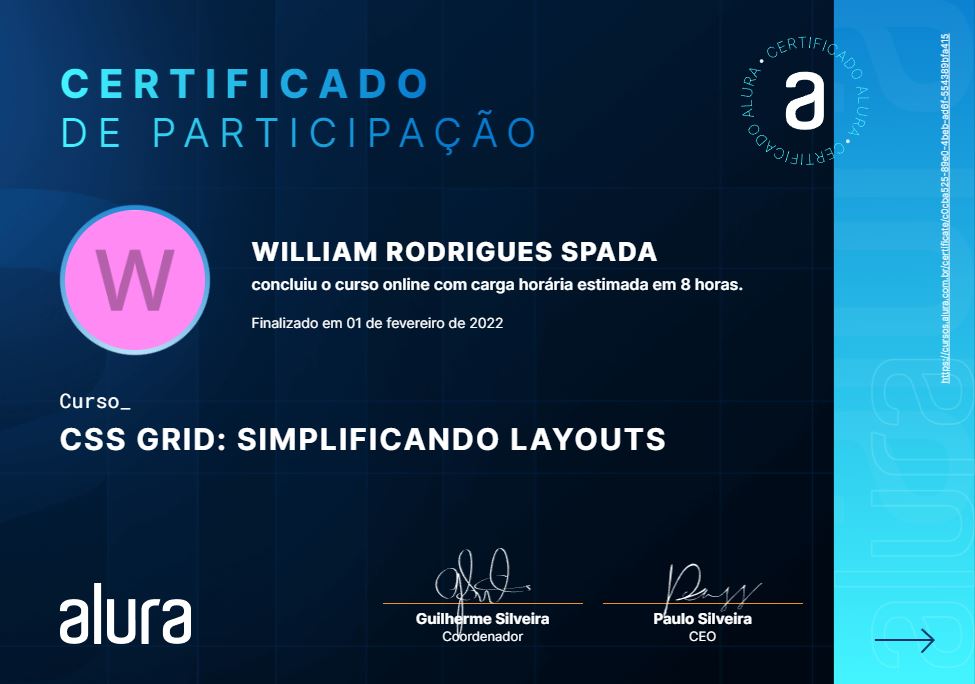 CERTIFICADO
DE PARTICIPAÇÃO
CERTIFICADO ALURA • CERTIFICADO ALURA •
a
W
WILLIAM RODRIGUES SPADA
concluiu o curso online com carga horária estimada em 8 horas.
Finalizado em 01 de fevereiro de 2022
Curso_
CSS GRID: SIMPLIFICANDO LAYOUTS
alura
Guilherme Silveira
Coordenador
Paulo Silveira
CEO
https://cursos.alura.com.br/certificate/c0cba525-89e0-4beb-ad6f-554389bfa415
alura